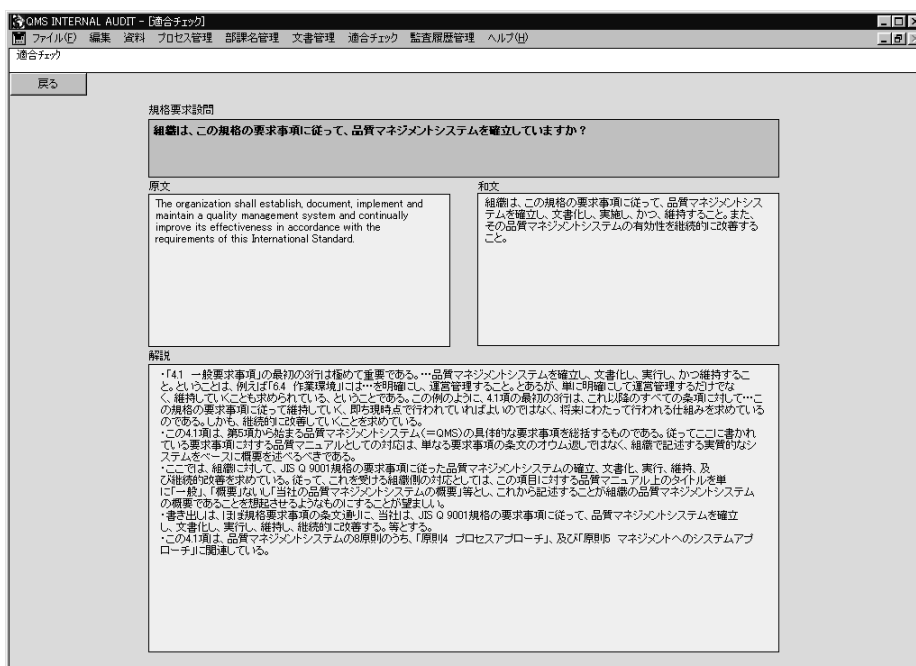 QMS INTERNAL AUDIT - [適合チェック]
ファイル(F) 編集 資料 プロセス管理 部課名管理 文書管理 適合チェック 監査履歴管理 ヘルプ(H)
適合チェック
戻る
規格要求設問
組織は、この規格の要求事項に従って、品質マネジメントシステムを確立していますか？
原文
The organization shall establish, document, implement and
maintain a quality management system and continually
improve its effectiveness in accordance with the
requirements of this International Standard.
和文
組織は、この規格の要求事項に従って、品質マネジメントシス
テムを確立し、文書化し、実施し、かつ、維持すること。また、
その品質マネジメントシステムの有効性を継続的に改善する
こと。
解説
・「4.1 一般要求事項」の最初の3行は極めて重要である。…品質マネジメントシステムを確立し、文書化し、実行し、かつ維持するこ
と。ということは、例えば「6.4 作業環境」には…を明確にし、運営管理すること。とあるが、単に明確にして運営管理するだけでな
く、維持していくことも求められている、ということである。この例のように、4.1項の最初の3行は、これ以降のすべての条項に対して…こ
の規格の要求事項に従って維持していく、即ち現時点で行われていればよいのではなく、将来にわたって行われる仕組みを求めている
のである。しかも、継続的に改善していくことを求めている。
・この4.1項は、第5項から始まる品質マネジメントシステム(=QMS)の具体的な要求事項を総括するものである。従ってここに書かれ
ている要求事項に対する品質マニュアルとしての対応は、単なる要求事項の条文のオウム返しではなく、組織で記述する実質的なシ
ステムをベースに概要を述べるべきである。
・ここでは、組織に対して、JIS Q 9001規格の要求事項に従った品質マネジメントシステムの確立、文書化、実行、維持、及
び継続的改善を求めている。従って、これを受ける組織側の対応としては、この項目に対する品質マニュアル上のタイトルを単
に「一般」、「概要」ないし「当社の品質マネジメントシステムの概要」等とし、これから記述することが組織の品質マネジメントシステム
の概要であることを想起させるようなものにすることが望ましい。
・書き出しは、ほぼ規格要求事項の条文通りに、当社は、JIS Q 9001規格の要求事項に従って、品質マネジメントシステムを確立
し、文書化し、実行し、維持し、継続的に改善する。等とする。
・この4.1項は、品質マネジメントシステムの8原則のうち、「原則4 プロセスアプローチ」、及び「原則5 マネジメントへのシステムアプ
ローチ」に関連している。